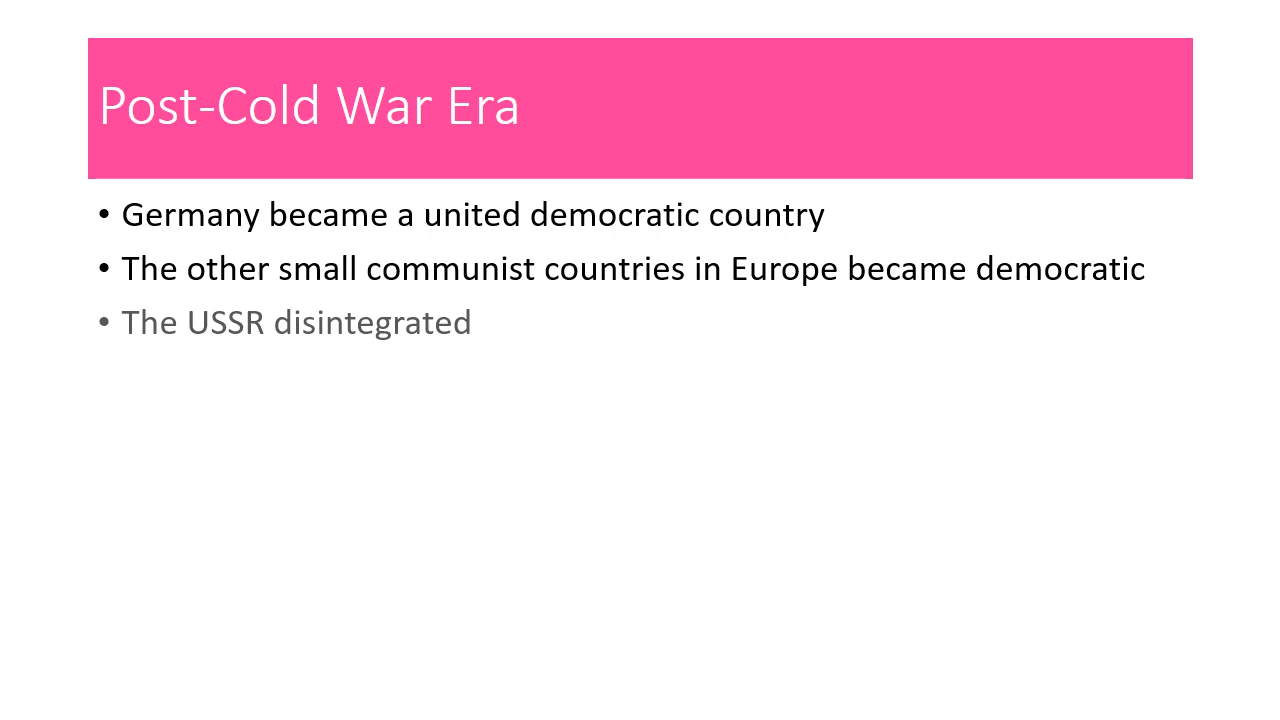 Post-Cold War Era
• Germany became a united democratic country
• The other small communist countries in Europe became democratic
• The USSR disintegrated